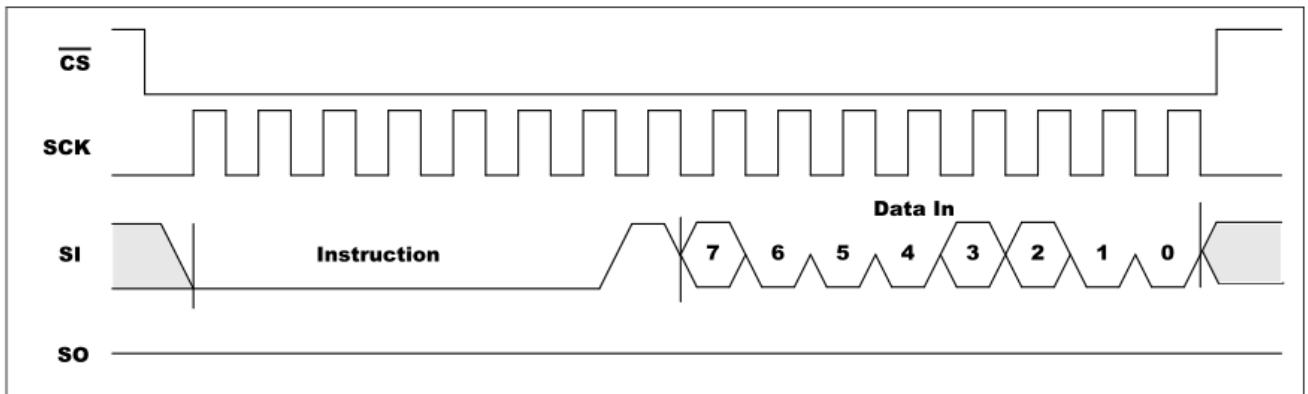 CS
SCK
Data In
SI Instruction 7 6 5 4 3 2 1 0
SO